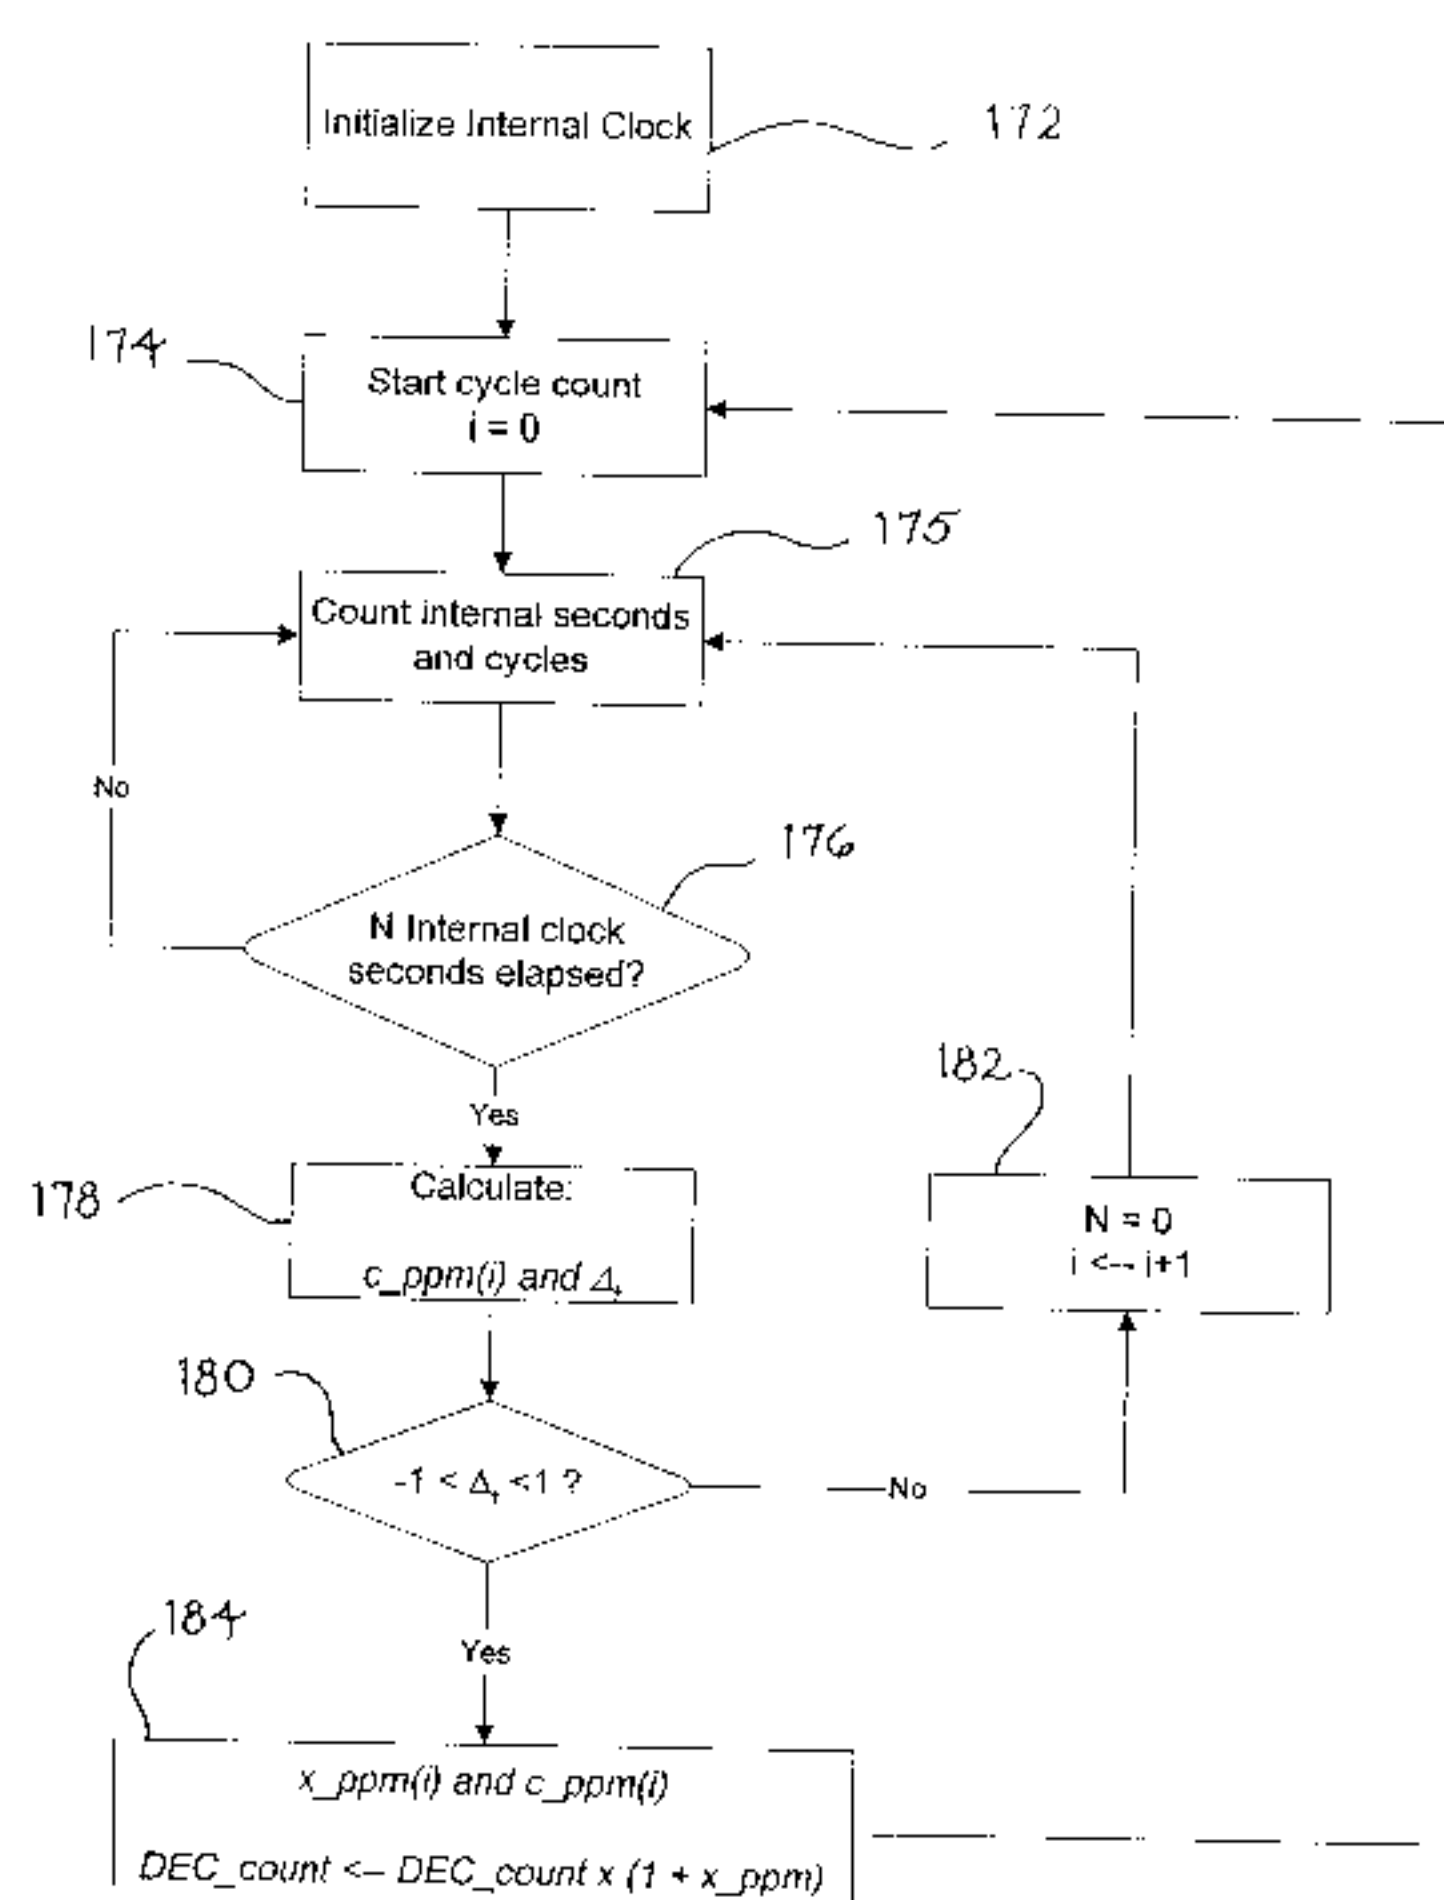 Initialize Internal Clock
172
174
Start cycle count
i = 0
175
Count internal seconds
and cycles
No
176
N Internal clock
seconds elapsed?
Yes
182
178
Calculate:
c_ppm(i) and Δt
N = 0
i <-- i+1
180
-1 < Δt <1 ?
No
184
Yes
x_ppm(i) and c_ppm(i)
DEC_count <-- DEC_count x (1 + x_ppm)